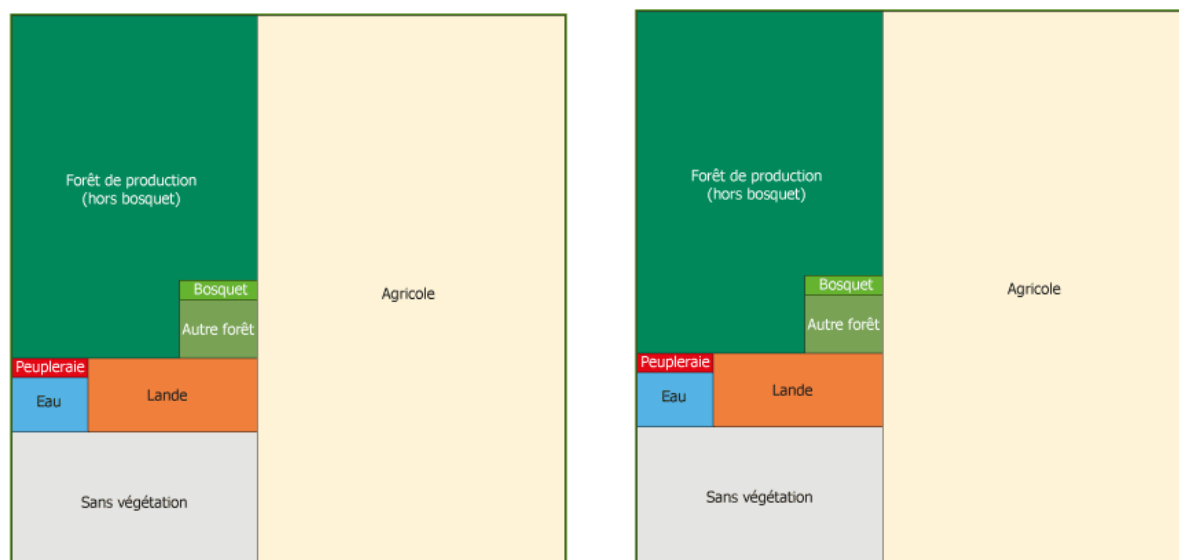 Forêt de production
(hors bosquet)
Bosquet
Autre forêt
Peupleraie
Eau
Lande
Sans végétation
Agricole
Forêt de production
(hors bosquet)
Bosquet
Autre forêt
Peupleraie
Eau
Lande
Sans végétation
Agricole